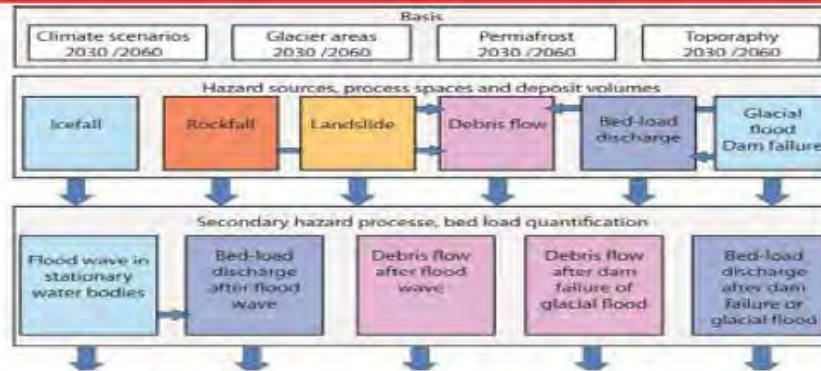 Basis
Climate scenarios
2030 /2060
Glacier areas
2030 /2060
Permafrost
2030 /2060
Toporaphy
2030 /2060
Hazard sources, process spaces and deposit volumes
Icefall
Rockfall
Landslide
Debris flow
Bed-load
discharge
Glacial
flood
Dam failure
Secondary hazard processe, bed load quantification
Flood wave in
stationary
water bodies
Bed-load
discharge
after flood
wave
Debris flow
after flood
wave
Debris flow
after dam
failure of
glacial flood
Bed-load
discharge
after dam
failure or
glacial flood